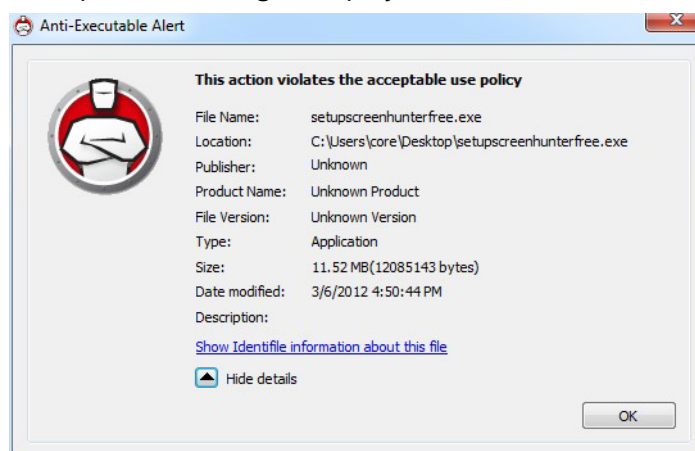 Anti-Executable Alert
This action violates the acceptable use policy
File Name: setupscreenhunterfree.exe
Location: C:\Users\core\Desktop\setupscreenhunterfree.exe
Publisher: Unknown
Product Name: Unknown Product
File Version: Unknown Version
Type: Application
Size: 11.52 MB(12085143 bytes)
Date modified: 3/6/2012 4:50:44 PM
Description:
Show Identifile information about this file
Hide details
OK